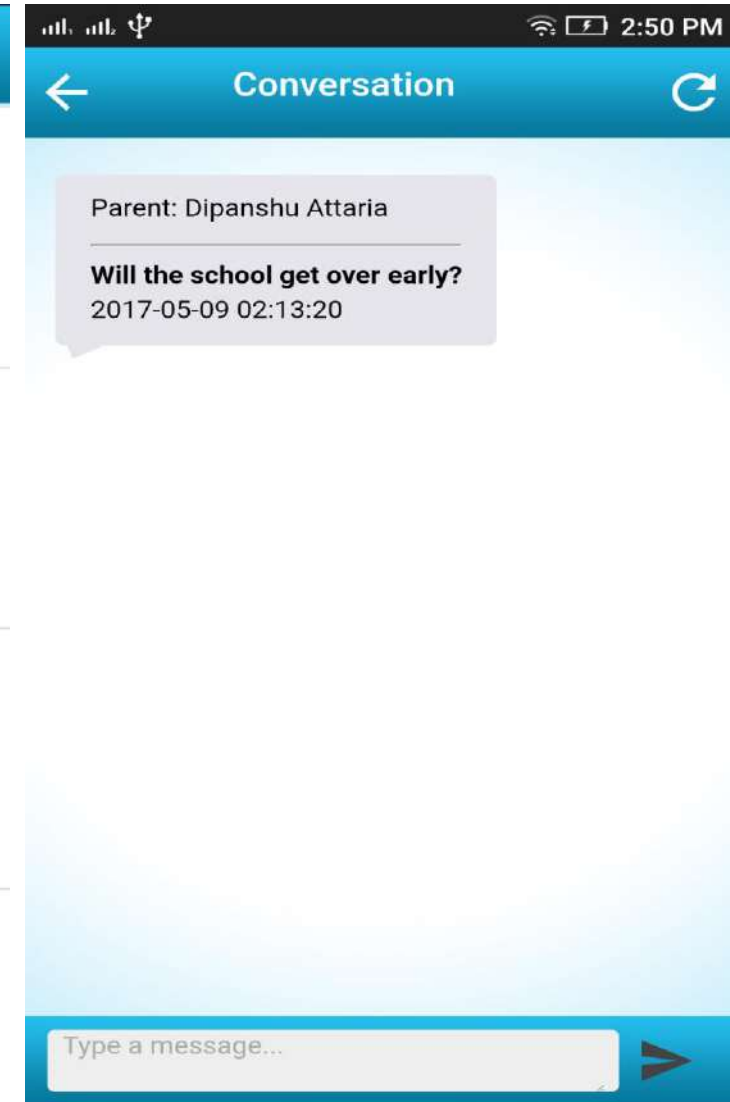 2:50 PM
Conversation
Parent: Dipanshu Attaria
Will the school get over early?
2017-05-09 02:13:20
Type a message...